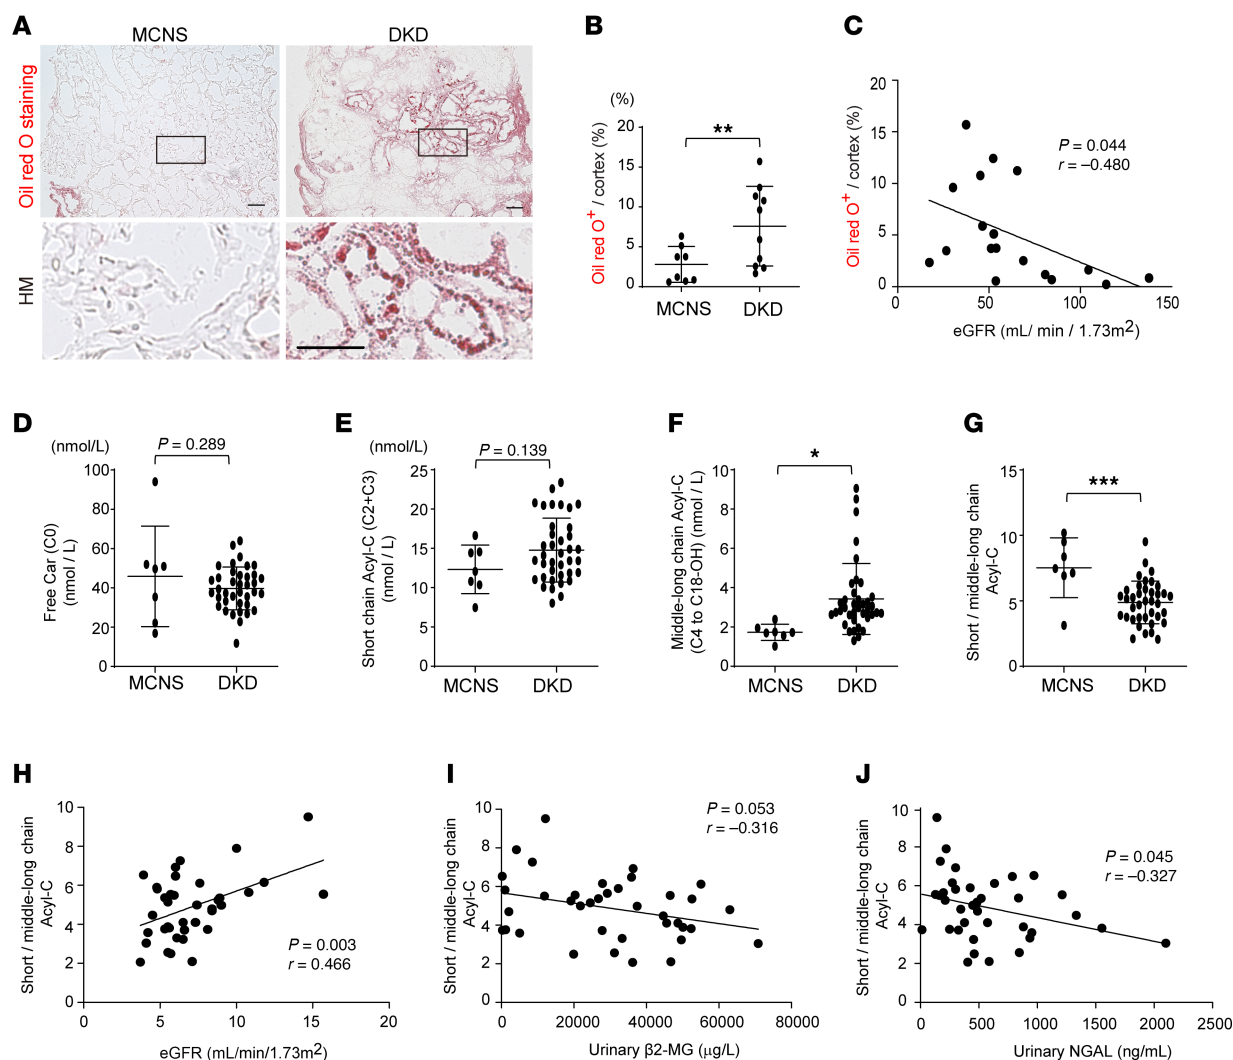 A
MCNS
DKD
Oil red O staining
HM
B
(%)
Oil red O+ / cortex (%)
20
15
10
5
0
**
MCNS
DKD
C
Oil red O+ / cortex (%)
20
15
10
5
0
P = 0.044
r = –0.480
0
50
100
150
eGFR (mL/ min / 1.73m2)
D
(nmol/L)
P = 0.289
Free Car (C0)
(nmol / L)
100
80
60
40
20
0
MCNS
DKD
E
(nmol/L)
P = 0.139
Short chain Acyl-C (C2+C3)
(nmol / L)
25
20
15
10
5
0
MCNS
DKD
F
*
Middle-long chain Acyl-C
(C4 to C18-OH) (nmol / L)
10
8
6
4
2
0
MCNS
DKD
G
***
Short / middle-long chain
Acyl-C
15
10
5
0
MCNS
DKD
H
Short / middle-long chain
Acyl-C
10
8
6
4
2
0
P = 0.003
r = 0.466
0
5
10
15
20
eGFR (mL/min/1.73m2)
I
Short / middle-long chain
Acyl-C
10
8
6
4
2
0
P = 0.053
r = –0.316
0
20000
40000
60000
80000
Urinary β2-MG (μg/L)
J
Short / middle-long chain
Acyl-C
10
8
6
4
2
0
P = 0.045
r = –0.327
0
500
1000
1500
2000
2500
Urinary NGAL (ng/mL)